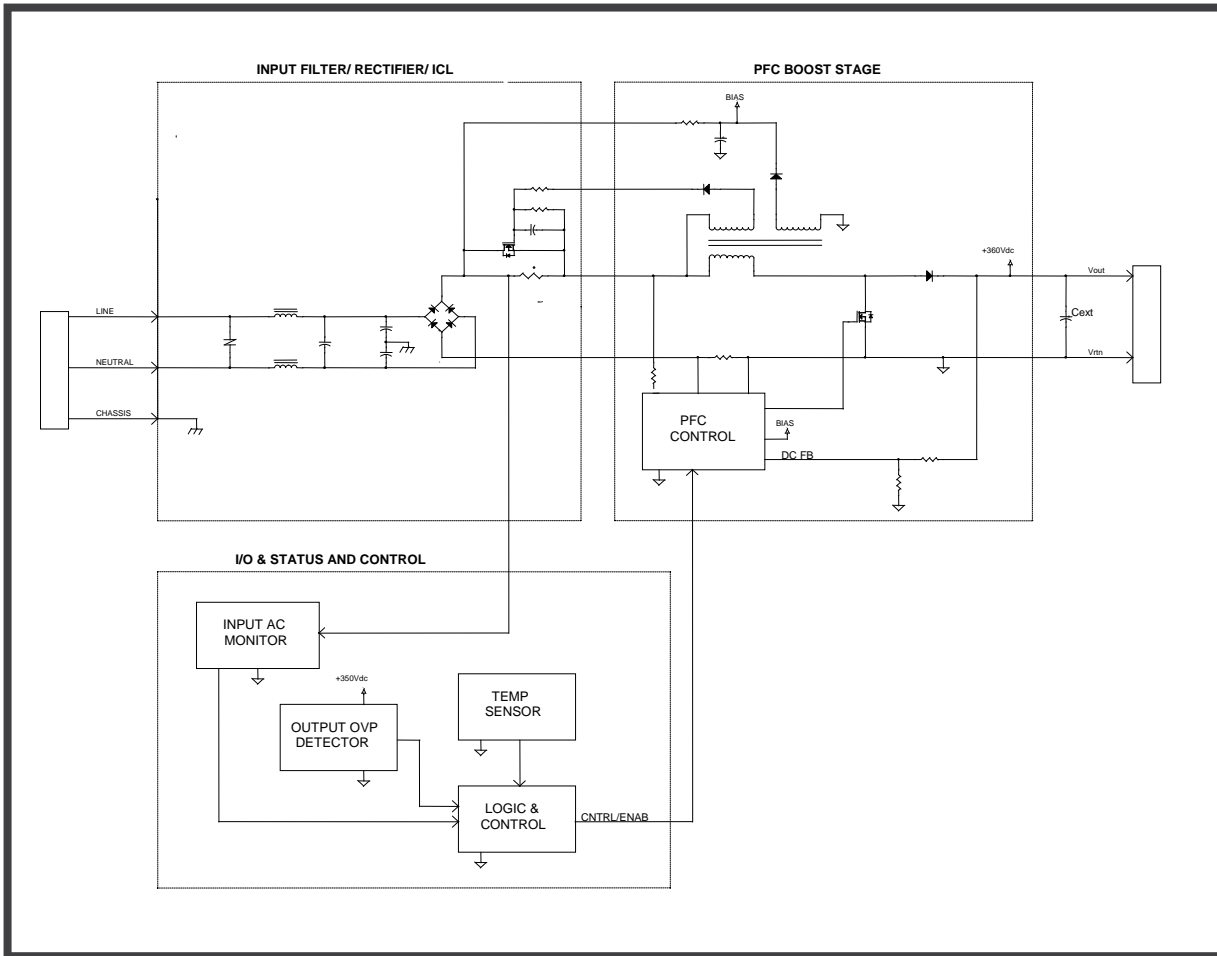 INPUT FILTER/ RECTIFIER/ ICL
PFC BOOST STAGE
BIAS
+360Vdc
Vout
LINE
Cext
NEUTRAL
Vrtn
CHASSIS
PFC
CONTROL
BIAS
DC FB
I/O & STATUS AND CONTROL
INPUT AC
MONITOR
+350Vdc
TEMP
SENSOR
OUTPUT OVP
DETECTOR
LOGIC &
CONTROL
CNTRL/ENAB